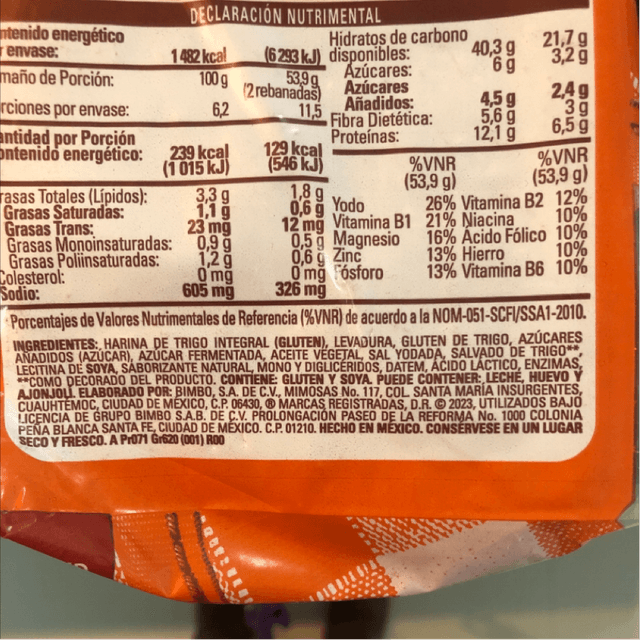 DECLARACIÓN NUTRIMENTAL
ntenido energético
r envase: 1 482 kcal (6 293 kJ)
maño de Porción: 100 g 53,9 g
(2 rebanadas)
rciones por envase: 6,2 11,5
antidad por Porción
ontenido energético: 239 kcal 129 kcal
(1 015 kJ) (546 kJ)
rasas Totales (Lípidos): 3,3 g 1,8 g
Grasas Saturadas: 1,1 g 0,6 g
Grasas Trans: 23 mg 12 mg
Grasas Monoinsaturadas: 0,9 g 0,5 g
Grasas Poliinsaturadas: 1,2 g 0,6 g
Colesterol: 0 mg 0 mg
Sodio: 605 mg 326 mg
Hidratos de carbono
disponibles: 40,3 g 21,7 g
Azúcares: 6 g 3,2 g
Azúcares
Añadidos: 4,5 g 2,4 g
Fibra Dietética: 5,6 g 3 g
Proteínas: 12,1 g 6,5 g
%VNR %VNR
(53,9 g) (53,9 g)
Yodo 26% Vitamina B2 12%
Vitamina B1 21% Niacina 10%
Magnesio 16% Ácido Fólico 10%
Zinc 13% Hierro 10%
Fósforo 13% Vitamina B6 10%
Porcentajes de Valores Nutrimentales de Referencia (%VNR) de acuerdo a la NOM-051-SCFI/SSA1-2010.
INGREDIENTES: HARINA DE TRIGO INTEGRAL (GLUTEN), LEVADURA, GLUTEN DE TRIGO, AZÚCARES
AÑADIDOS (AZÚCAR), AZÚCAR FERMENTADA, ACEITE VEGETAL, SAL YODADA, SALVADO DE TRIGO**,
LECITINA DE SOYA, SABORIZANTE NATURAL, MONO Y DIGLICÉRIDOS, DATEM, ÁCIDO LÁCTICO, ENZIMAS,
**COMO DECORADO DEL PRODUCTO. CONTIENE: GLUTEN Y SOYA. PUEDE CONTENER: LECHE, HUEVO Y
AJONJOLÍ. ELABORADO POR: BIMBO, S.A. DE C.V., MIMOSAS No. 117, COL. SANTA MARÍA INSURGENTES,
CUAUHTÉMOC, CIUDAD DE MÉXICO, C.P. 06430, ® MARCAS REGISTRADAS, D.R. © 2023, UTILIZADOS BAJO
LICENCIA DE GRUPO BIMBO S.A.B. DE C.V. PROLONGACIÓN PASEO DE LA REFORMA No. 1000 COLONIA
PEÑA BLANCA SANTA FE, CIUDAD DE MÉXICO. C.P. 01210. HECHO EN MÉXICO. CONSÉRVESE EN UN LUGAR
SECO Y FRESCO. A Pr071 Gr620 (001) R00